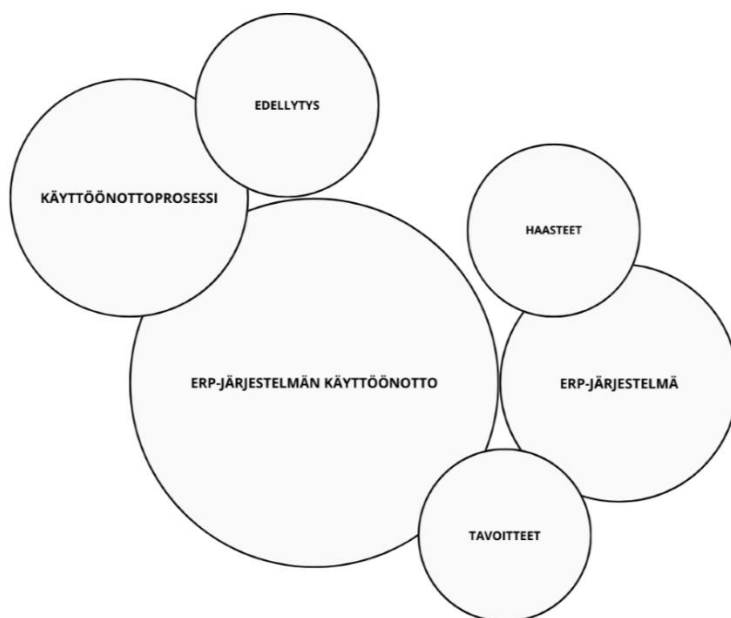 EDELLYTYS
KÄYTTÖÖNOTTOPROSESSI
HAASTEET
ERP-JÄRJESTELMÄN KÄYTTÖÖNOTTO
ERP-JÄRJESTELMÄ
TAVOITTEET